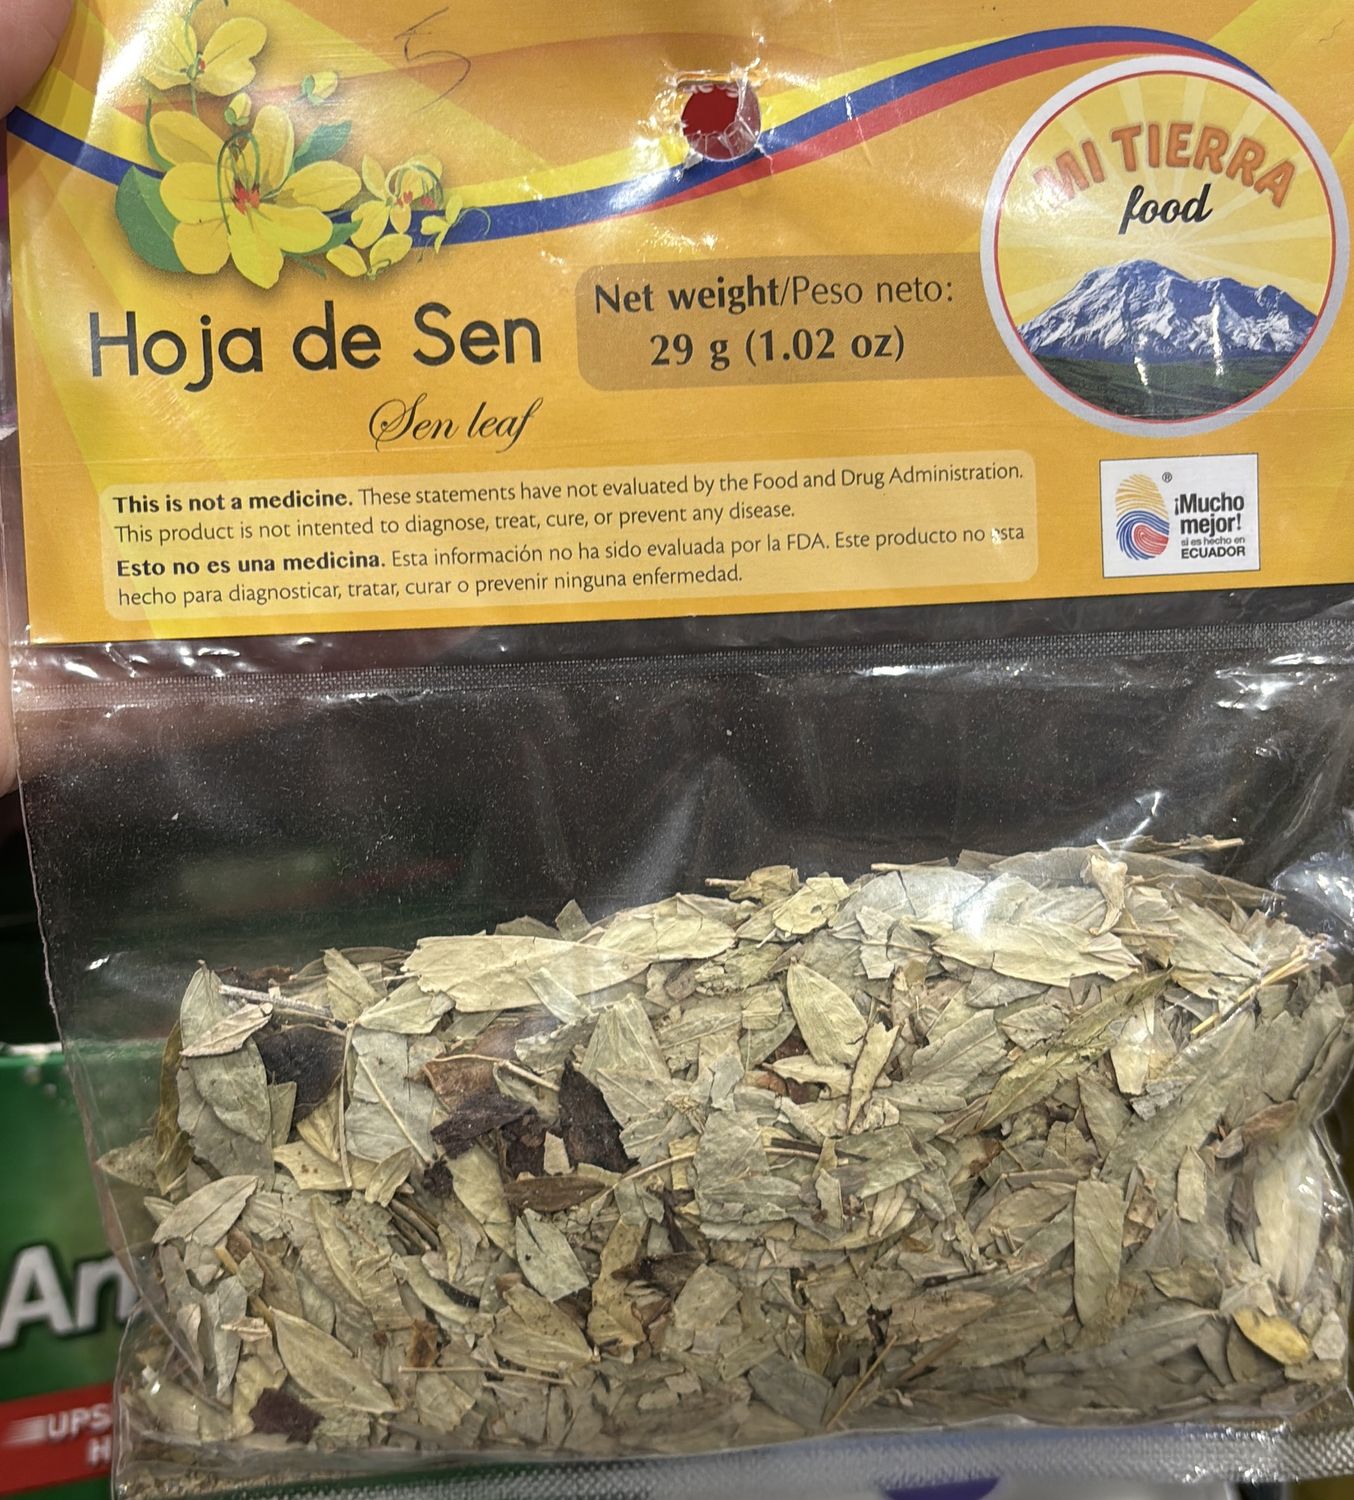 5
MI TIERRA
food
Hoja de Sen
Sen leaf
Net weight/Peso neto:
29 g (1.02 oz)
This is not a medicine. These statements have not evaluated by the Food and Drug Administration.
This product is not intented to diagnose, treat, cure, or prevent any disease.
Esto no es una medicina. Esta información no ha sido evaluada por la FDA. Este producto no esta
hecho para diagnosticar, tratar, curar o prevenir ninguna enfermedad.
®
¡Mucho
mejor!
si es hecho en
ECUADOR
An
UPS
H